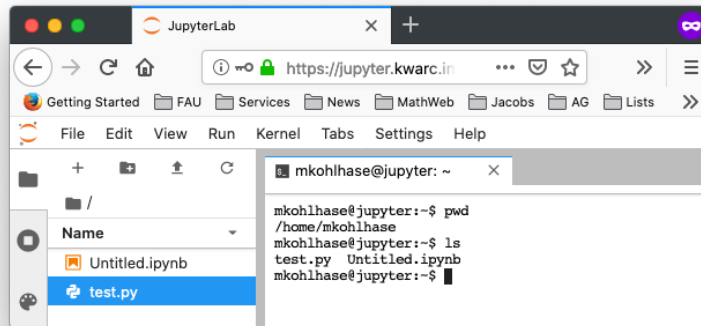 JupyterLab
https://jupyter.kwarc.in
Getting Started FAU Services News MathWeb Jacobs AG Lists
File Edit View Run Kernel Tabs Settings Help
mkohlhase@jupyter: ~
/
Name
Untitled.ipynb
test.py
mkohlhase@jupyter:~$ pwd
/home/mkohlhase
mkohlhase@jupyter:~$ ls
test.py Untitled.ipynb
mkohlhase@jupyter:~$